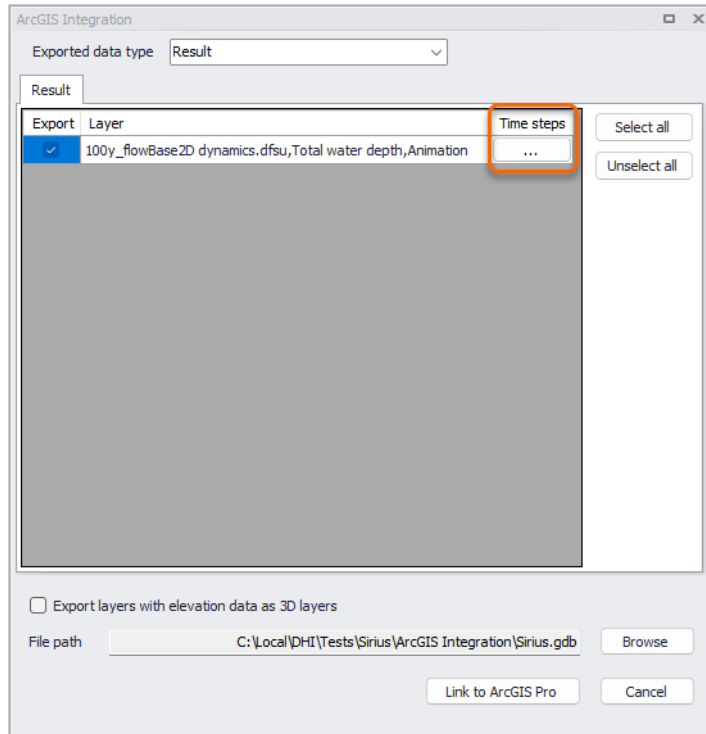 ArcGIS Integration
Exported data type Result
Result
Export Layer Time steps
100y_flowBase2D dynamics.dfsu,Total water depth,Animation ...
Select all
Unselect all
Export layers with elevation data as 3D layers
File path C:\Local\DHI\Tests\Sirius\ArcGIS Integration\Sirius.gdb Browse
Link to ArcGIS Pro Cancel